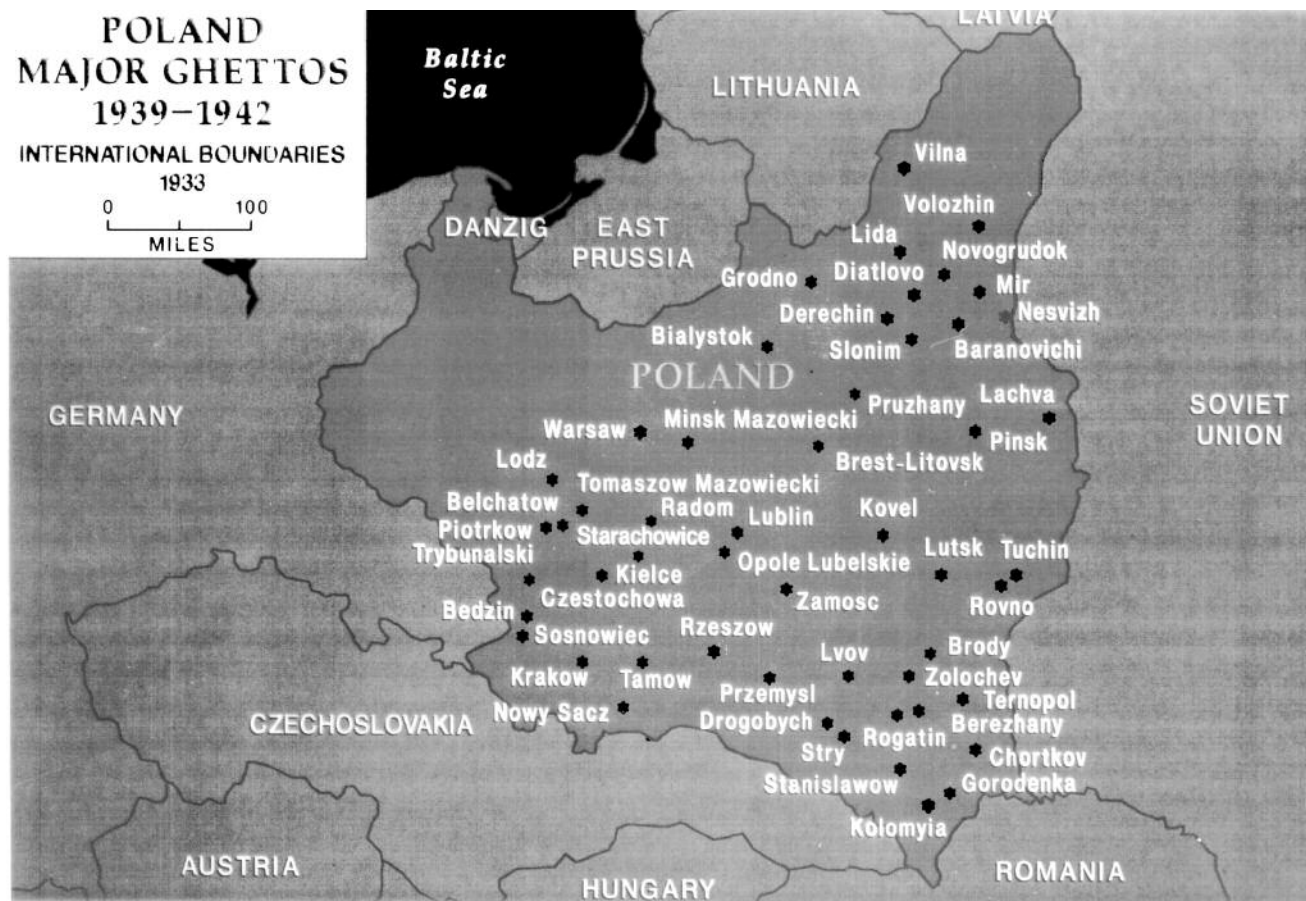 POLAND
MAJOR GHETTOS
1939–1942
INTERNATIONAL BOUNDARIES
1933
0 100
MILES
Baltic
Sea
LATVIA
LITHUANIA
Vilna
Volozhin
DANZIG
EAST
PRUSSIA
Lida
Novogrudok
Grodno
Diatlovo
Mir
Derechin
Nesvizh
Bialystok
Slonim
Baranovichi
POLAND
GERMANY
Pruzhany
Lachva
SOVIET
UNION
Warsaw
Minsk Mazowiecki
Pinsk
Brest-Litovsk
Lodz
Tomaszow Mazowiecki
Belchatow
Radom
Lublin
Kovel
Piotrkow
Trybunalski
Starachowice
Opole Lubelskie
Lutsk
Tuchin
Kielce
Czestochowa
Zamosc
Rovno
Bedzin
Sosnowiec
Rzeszow
Lvov
Brody
Krakow
Tamow
Przemysl
Zolochev
Ternopol
Nowy Sacz
Drogobych
Berezhany
CZECHOSLOVAKIA
Stry
Rogatin
Chortkov
Stanislawow
Gorodenka
Kolomyia
AUSTRIA
HUNGARY
ROMANIA